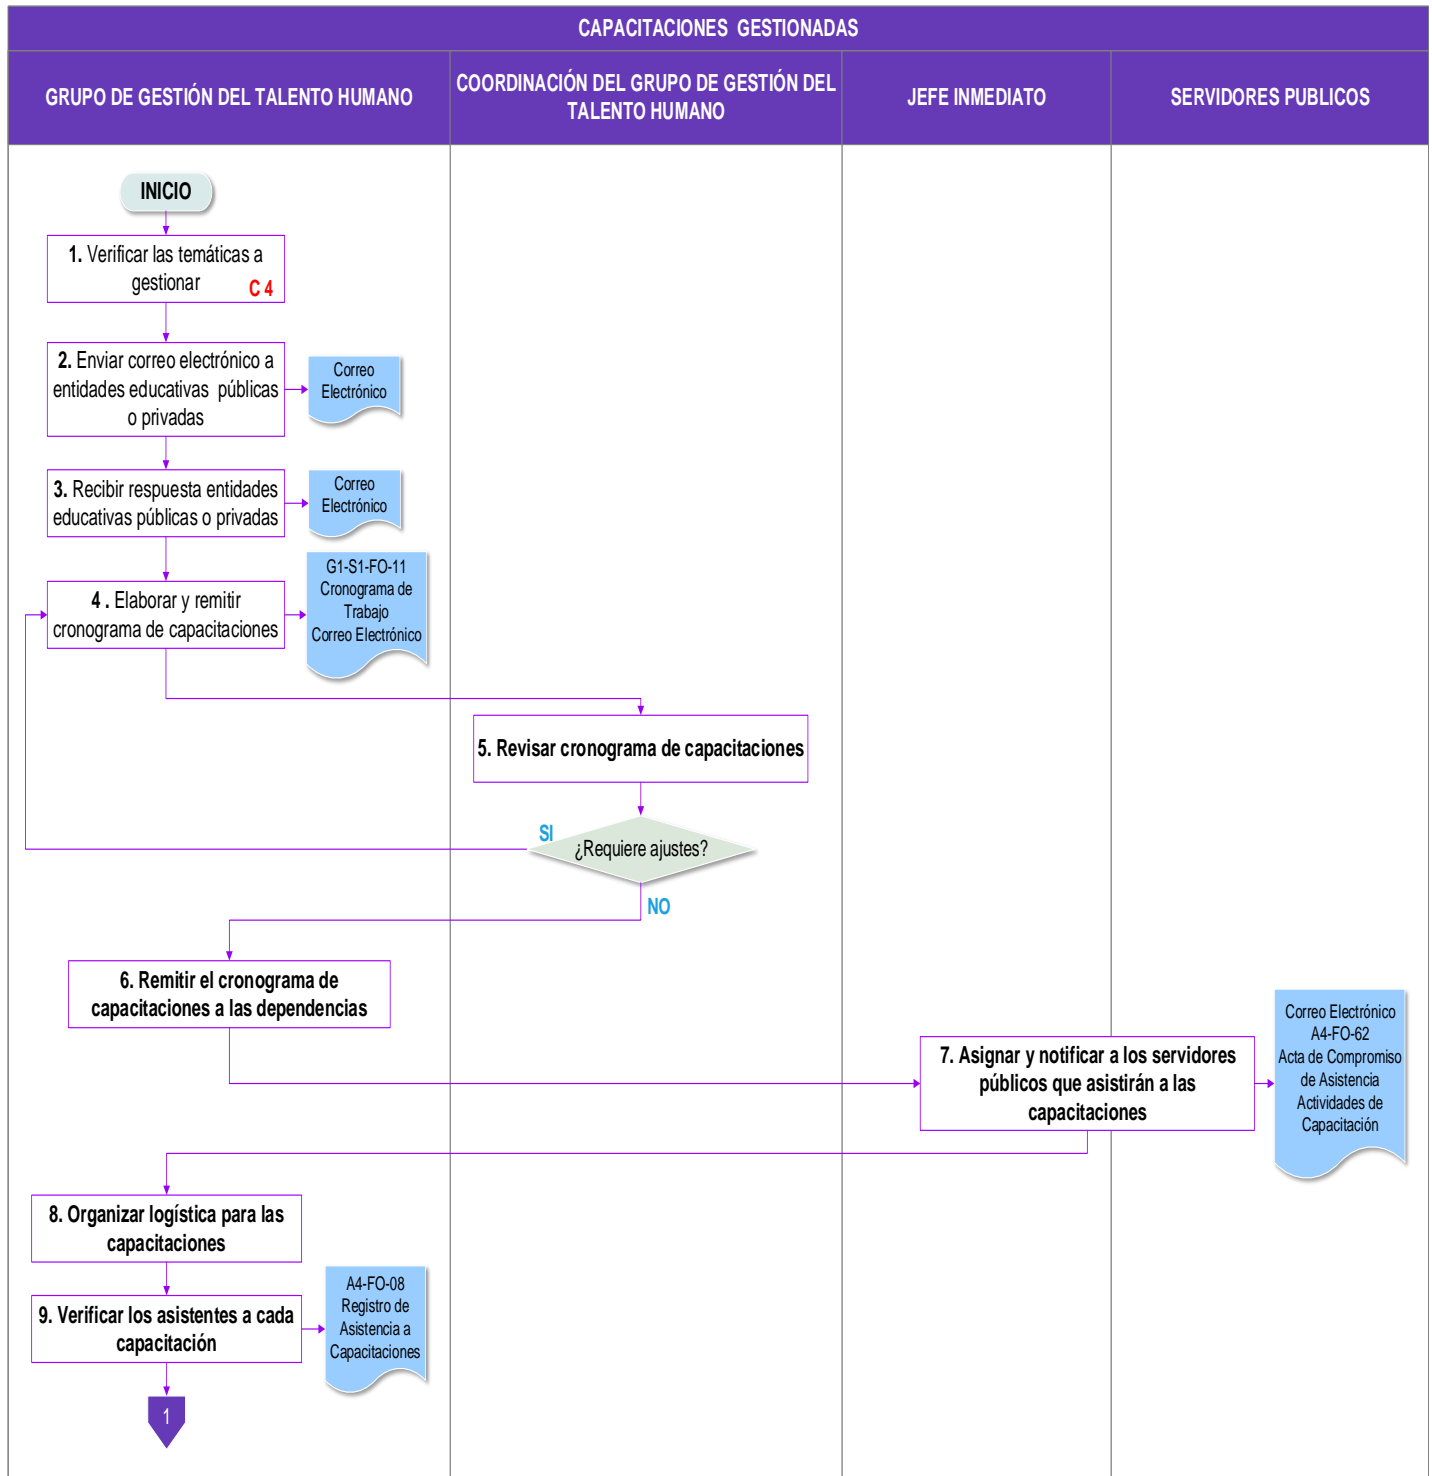 CAPACITACIONES GESTIONADAS
GRUPO DE GESTIÓN DEL TALENTO HUMANO
COORDINACIÓN DEL GRUPO DE GESTIÓN DEL
TALENTO HUMANO
JEFE INMEDIATO
SERVIDORES PUBLICOS
INICIO
1. Verificar las temáticas a
gestionar
C 4
2. Enviar correo electrónico a
entidades educativas públicas
o privadas
Correo
Electrónico
3. Recibir respuesta entidades
educativas públicas o privadas
Correo
Electrónico
4 . Elaborar y remitir
cronograma de capacitaciones
G1-S1-FO-11
Cronograma de
Trabajo
Correo Electrónico
5. Revisar cronograma de capacitaciones
SI
¿Requiere ajustes?
NO
6. Remitir el cronograma de
capacitaciones a las dependencias
7. Asignar y notificar a los servidores
públicos que asistirán a las
capacitaciones
Correo Electrónico
A4-FO-62
Acta de Compromiso
de Asistencia
Actividades de
Capacitación
8. Organizar logística para las
capacitaciones
9. Verificar los asistentes a cada
capacitación
A4-FO-08
Registro de
Asistencia a
Capacitaciones
1